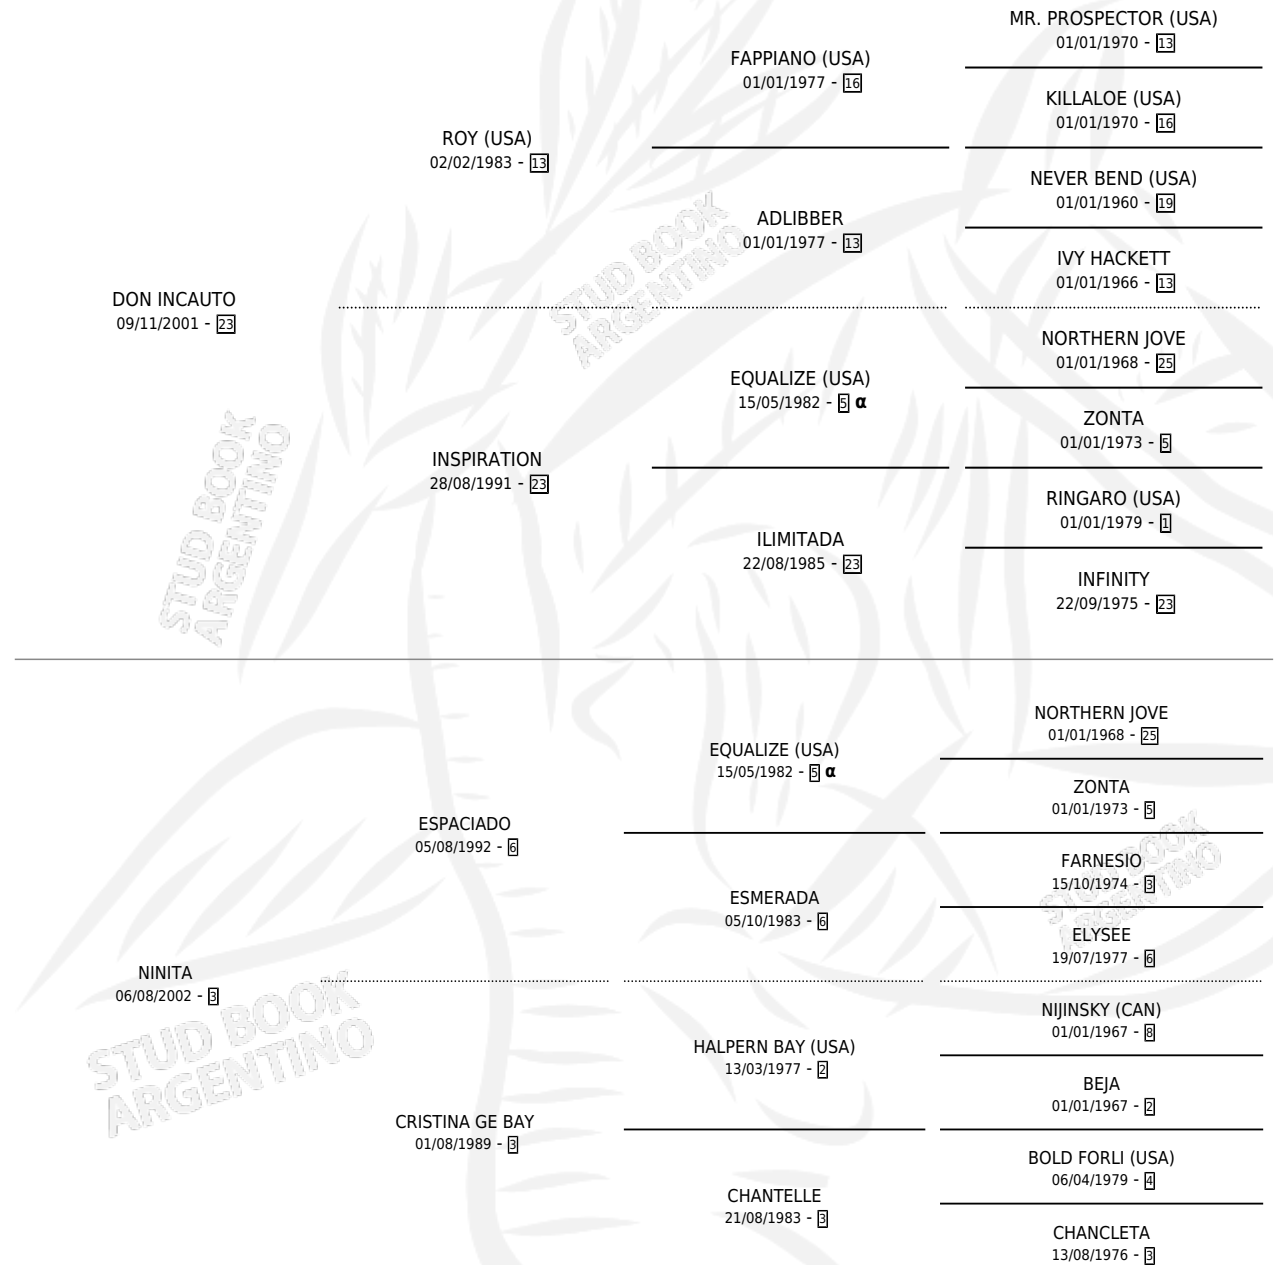 MR. PROSPECTOR (USA)
01/01/1970 - 13
FAPPIANO (USA)
01/01/1977 - 16
KILLALOE (USA)
01/01/1970 - 16
ROY (USA)
02/02/1983 - 13
NEVER BEND (USA)
01/01/1960 - 19
ADLIBBER
01/01/1977 - 13
IVY HACKETT
01/01/1966 - 13
DON INCAUTO
09/11/2001 - 23
NORTHERN JOVE
01/01/1968 - 25
EQUALIZE (USA)
15/05/1982 - 5 α
ZONTA
01/01/1973 - 5
INSPIRATION
28/08/1991 - 23
RINGARO (USA)
01/01/1979 - 1
ILIMITADA
22/08/1985 - 23
INFINITY
22/09/1975 - 23
NORTHERN JOVE
01/01/1968 - 25
EQUALIZE (USA)
15/05/1982 - 5 α
ZONTA
01/01/1973 - 5
ESPACIADO
05/08/1992 - 6
FARNESIO
15/10/1974 - 3
ESMERADA
05/10/1983 - 6
ELYSEE
19/07/1977 - 6
NINITA
06/08/2002 - 3
NIJINSKY (CAN)
01/01/1967 - 8
HALPERN BAY (USA)
13/03/1977 - 2
BEJA
01/01/1967 - 2
CRISTINA GE BAY
01/08/1989 - 3
BOLD FORLI (USA)
06/04/1979 - 4
CHANTELLE
21/08/1983 - 3
CHANCLETA
13/08/1976 - 3
STUD BOOK
ARGENTINO
STUD BOOK
ARGENTINO
STUD BOOK
ARGENTINO
STUD BOOK
ARGENTINO